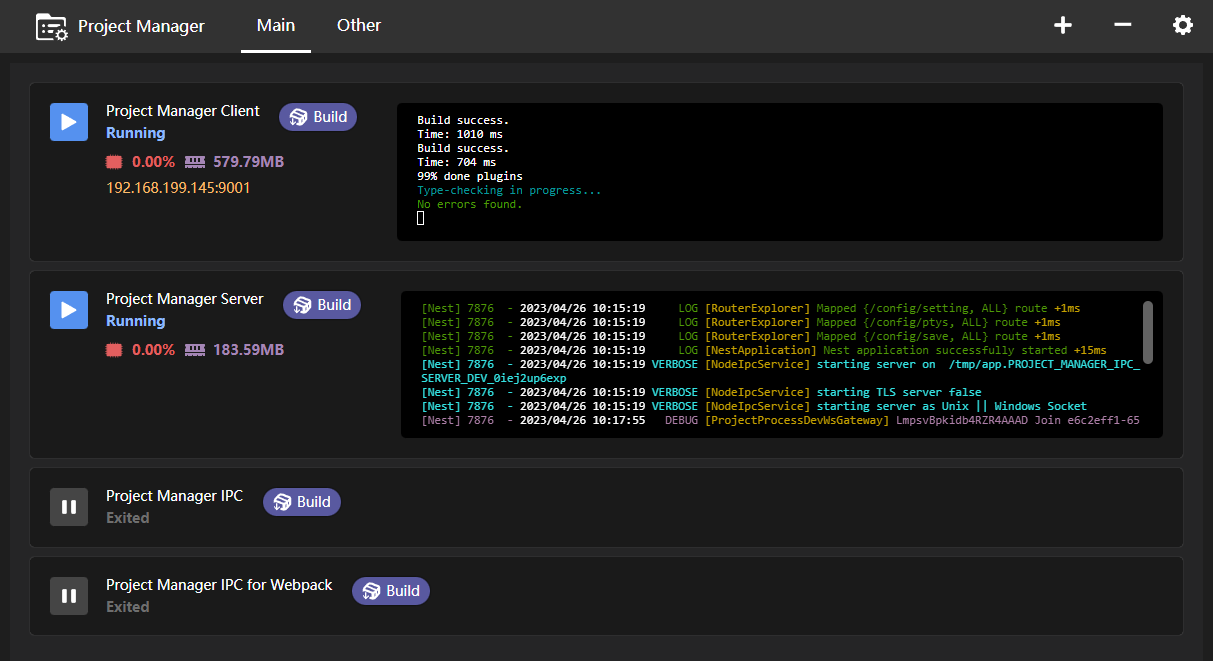 Project Manager
Main
Other
Project Manager Client
Build
Running
0.00%
579.79MB
192.168.199.145:9001
Build success.
Time: 1010 ms
Build success.
Time: 704 ms
99% done plugins
Type-checking in progress...
No errors found.
Project Manager Server
Build
Running
0.00%
183.59MB
[Nest] 7876  - 2023/04/26 10:15:19     LOG [RouterExplorer] Mapped {/config/setting, ALL} route +1ms
[Nest] 7876  - 2023/04/26 10:15:19     LOG [RouterExplorer] Mapped {/config/ptys, ALL} route +1ms
[Nest] 7876  - 2023/04/26 10:15:19     LOG [RouterExplorer] Mapped {/config/save, ALL} route +1ms
[Nest] 7876  - 2023/04/26 10:15:19     LOG [NestApplication] Nest application successfully started +15ms
[Nest] 7876  - 2023/04/26 10:15:19 VERBOSE [NodeIpcService] starting server on  /tmp/app.PROJECT_MANAGER_IPC_
SERVER_DEV_0iej2up6exp
[Nest] 7876  - 2023/04/26 10:15:19 VERBOSE [NodeIpcService] starting TLS server false
[Nest] 7876  - 2023/04/26 10:15:19 VERBOSE [NodeIpcService] starting server as Unix || Windows Socket
[Nest] 7876  - 2023/04/26 10:17:55   DEBUG [ProjectProcessDevWsGateway] LmpsvBpkidb4RZR4AAAD Join e6c2eff1-65
Project Manager IPC
Build
Exited
Project Manager IPC for Webpack
Build
Exited